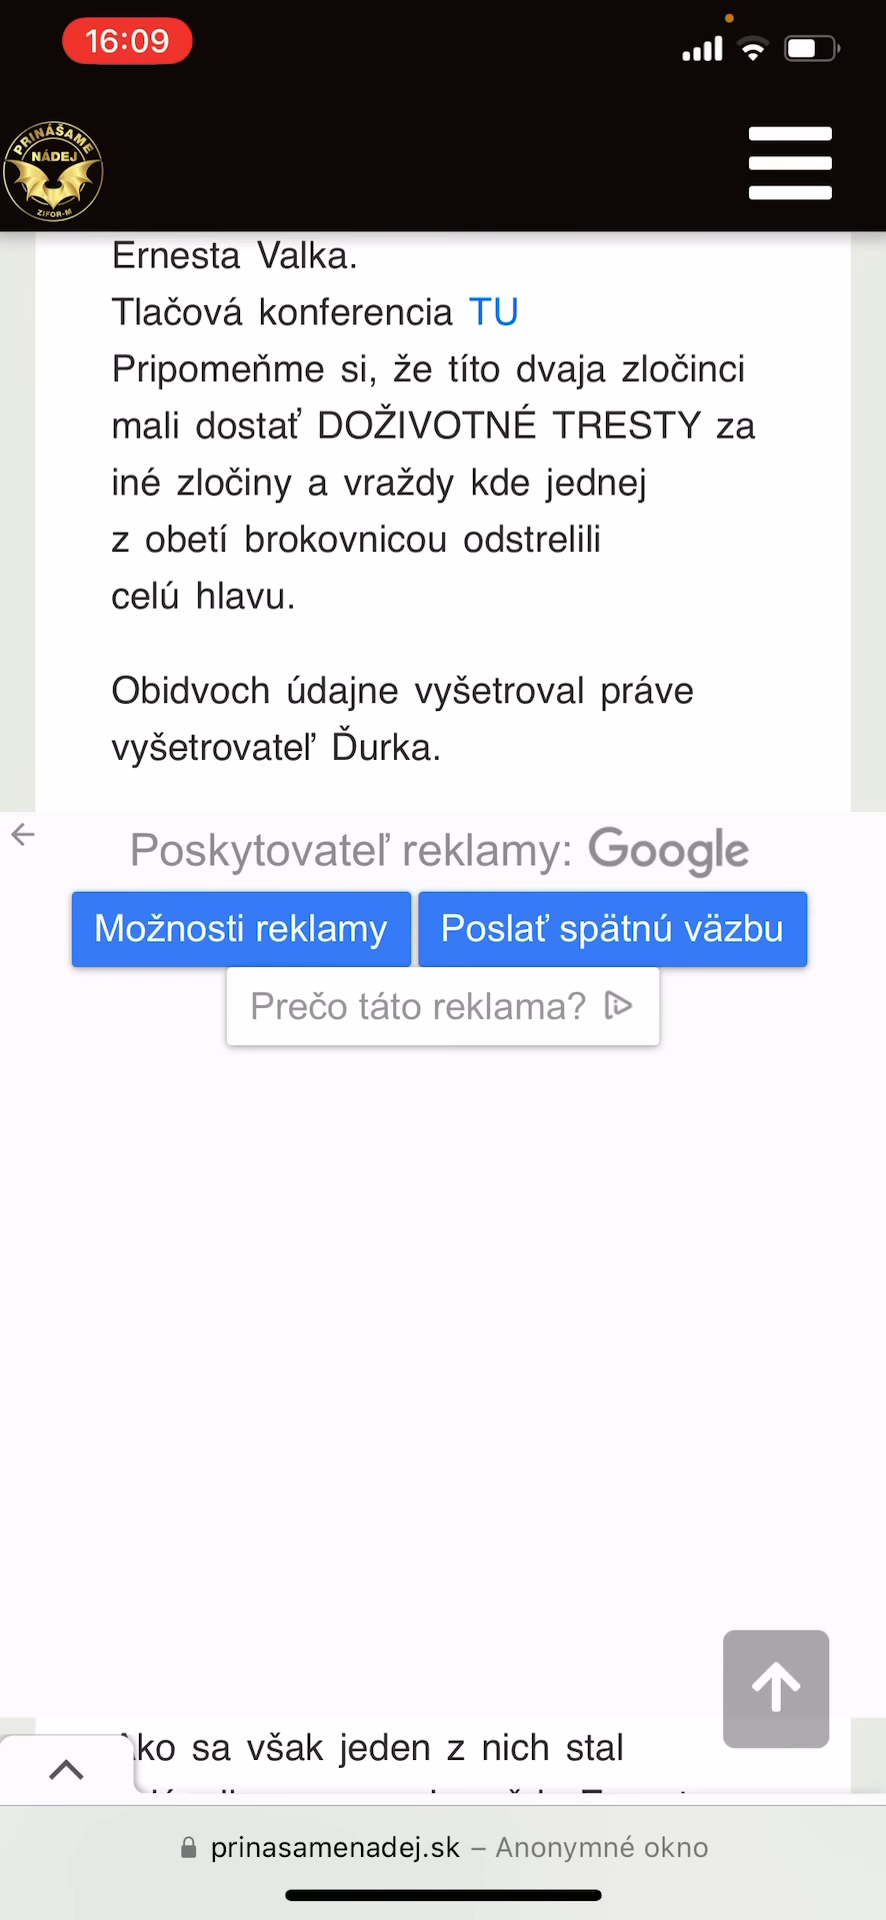 16:09
PRINÁŠAME
NÁDEJ
ZIFOR-M
Ernesta Valka.
Tlačová konferencia TU
Pripomeňme si, že títo dvaja zločinci
mali dostať DOŽIVOTNÉ TRESTY za
iné zločiny a vraždy kde jednej
z obetí brokovnicou odstrelili
celú hlavu.
Obidvoch údajne vyšetroval práve
vyšetrovateľ Ďurka.
Poskytovateľ reklamy: Google
Možnosti reklamy
Poslať spätnú väzbu
Prečo táto reklama?
Ako sa však jeden z nich stal
prinasamenadej.sk – Anonymné okno